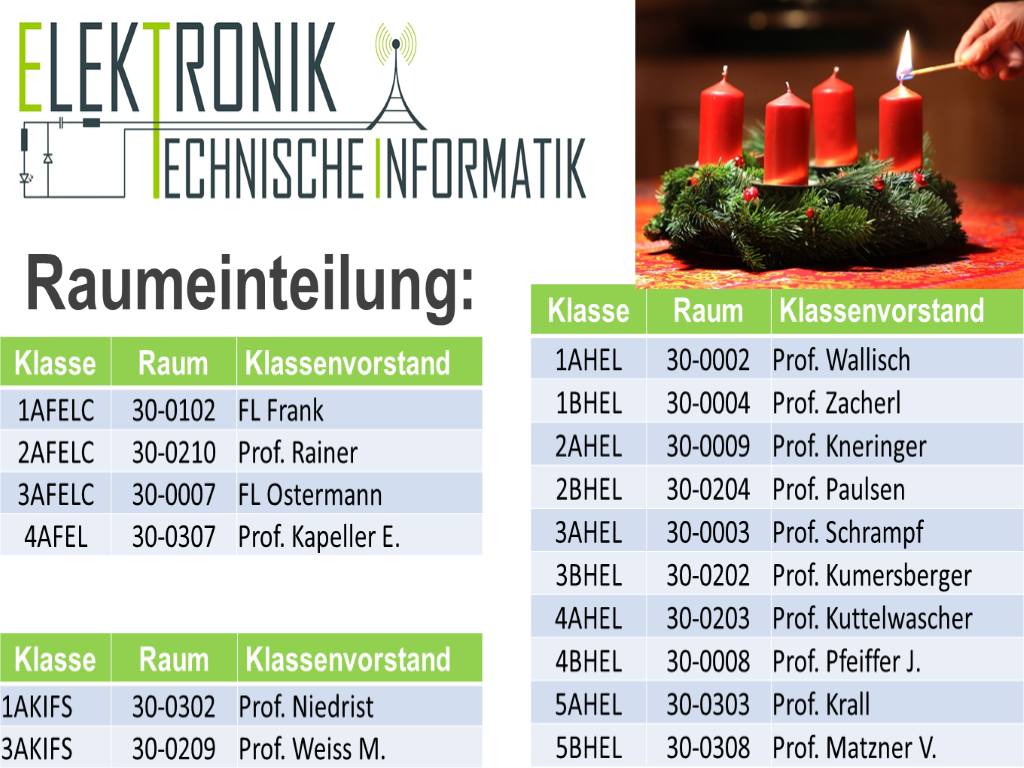 ELEKTRONIK
TECHNISCHE INFORMATIK
Raumeinteilung:
Klasse Raum Klassenvorstand
1AFELC 30-0102 FL Frank
2AFELC 30-0210 Prof. Rainer
3AFELC 30-0007 FL Ostermann
4AFEL 30-0307 Prof. Kapeller E.
Klasse Raum Klassenvorstand
1AKIFS 30-0302 Prof. Niedrist
3AKIFS 30-0209 Prof. Weiss M.
Klasse Raum Klassenvorstand
1AHEL 30-0002 Prof. Wallisch
1BHEL 30-0004 Prof. Zacherl
2AHEL 30-0009 Prof. Kneringer
2BHEL 30-0204 Prof. Paulsen
3AHEL 30-0003 Prof. Schrampf
3BHEL 30-0202 Prof. Kumersberger
4AHEL 30-0203 Prof. Kuttelwascher
4BHEL 30-0008 Prof. Pfeiffer J.
5AHEL 30-0303 Prof. Krall
5BHEL 30-0308 Prof. Matzner V.